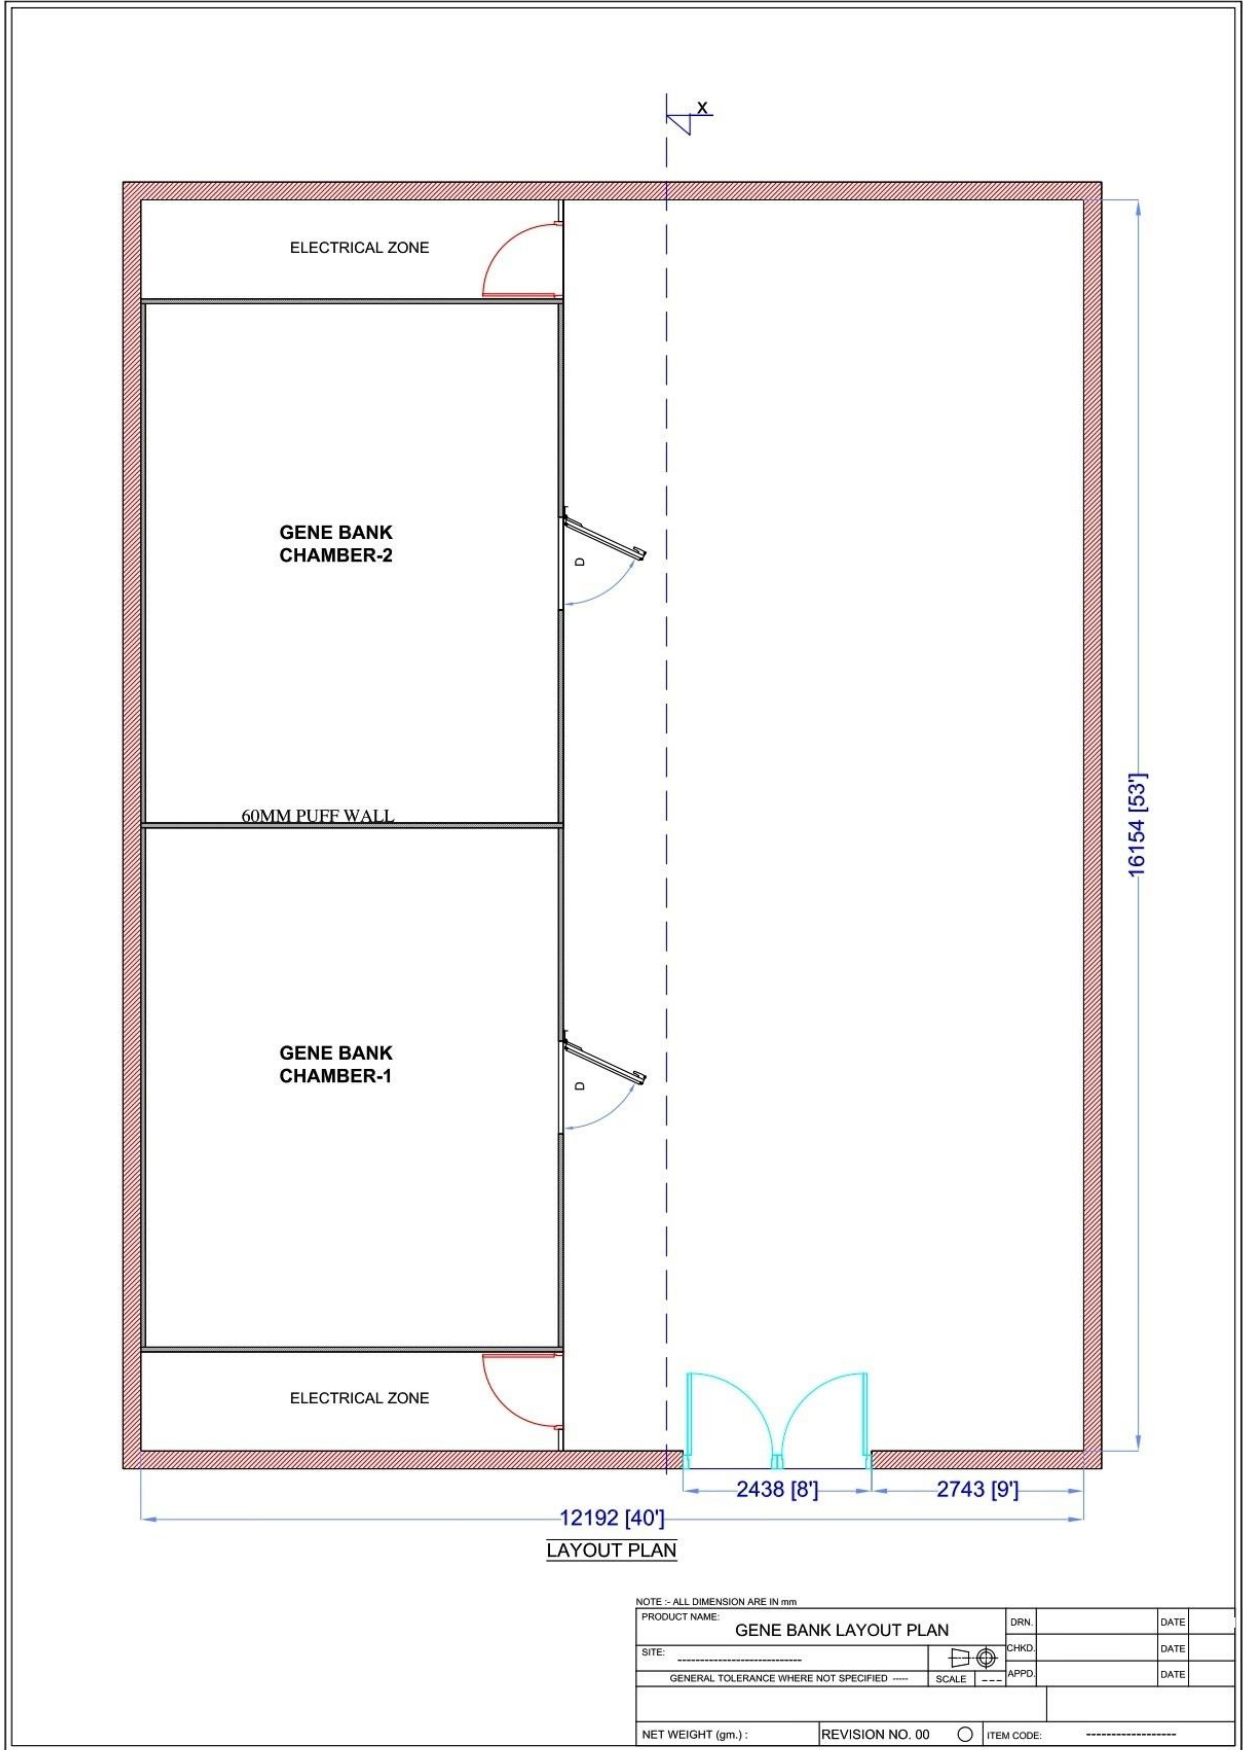 X
ELECTRICAL ZONE
GENE BANK
CHAMBER-2
D
60MM PUFF WALL
16154 [53']
GENE BANK
CHAMBER-1
D
ELECTRICAL ZONE
2438 [8']
2743 [9']
12192 [40']
LAYOUT PLAN
NOTE :- ALL DIMENSION ARE IN mm
PRODUCT NAME:
GENE BANK LAYOUT PLAN
DRN.
DATE
SITE: ---------------------------
CHKD.
DATE
GENERAL TOLERANCE WHERE NOT SPECIFIED ----
SCALE ---
APPD.
DATE
NET WEIGHT (gm.) :
REVISION NO. 00
ITEM CODE: ------------------